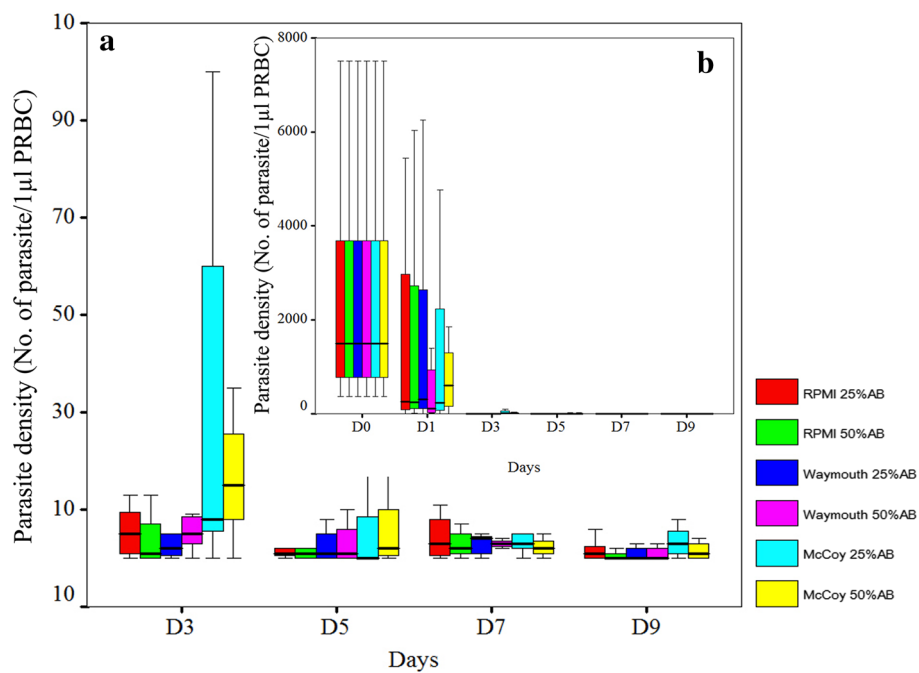 a
Parasite density (No. of parasite/1µl PRBC)
10
90
70
50
30
10
10
D3
D5
D7
D9
Days
b
Parasite density (No. of parasite/1µl PRBC)
8000
6000
4000
2000
0
D0
D1
D3
D5
D7
D9
Days
RPMI 25%AB
RPMI 50%AB
Waymouth 25%AB
Waymouth 50%AB
McCoy 25%AB
McCoy 50%AB